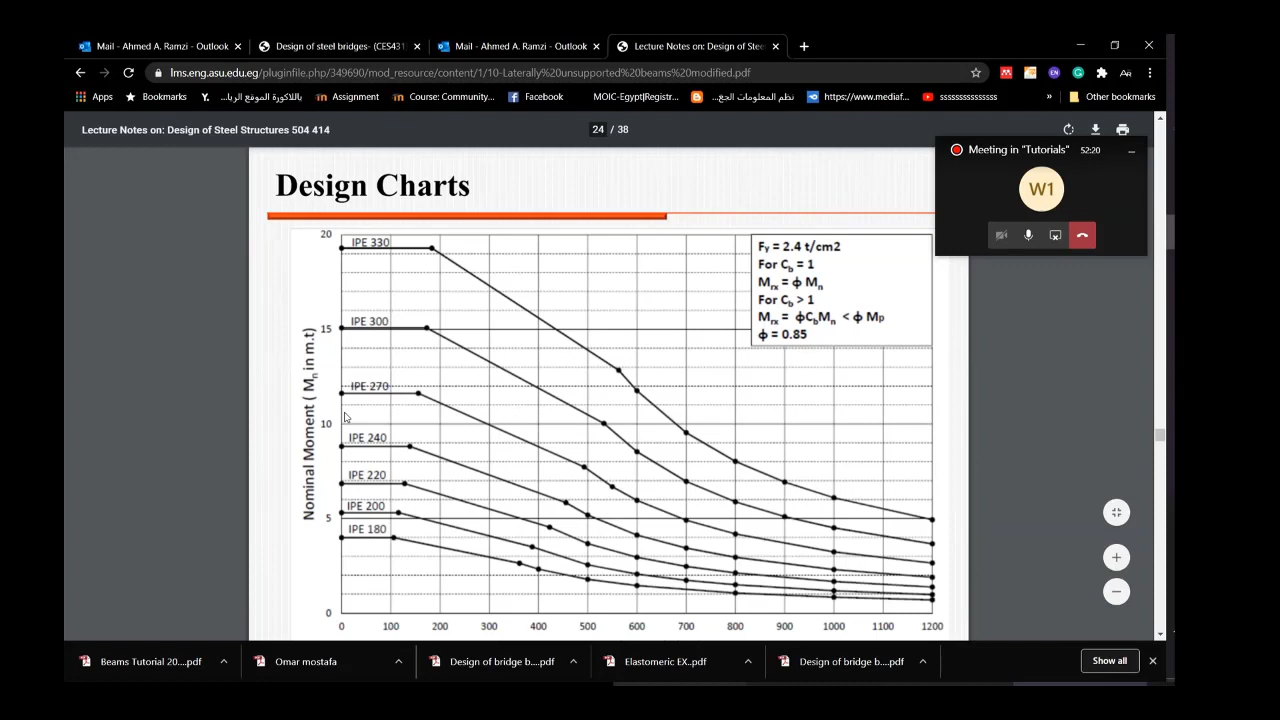 Mail - Ahmed A. Ramzi - Outlook
Design of steel bridges- (CES431
Mail - Ahmed A. Ramzi - Outlook
Lecture Notes on: Design of Stee
lms.eng.asu.edu.eg/pluginfile.php/349690/mod_resource/content/1/10-Laterally%20unsupported%20beams%20modified.pdf
Apps
Bookmarks
باللاكورة الموقع الريا...
Assignment
Course: Community...
Facebook
MOIC-Egypt|Registr...
نظم المعلومات الجغ...
https://www.mediaf...
sssssssssssssss
»
Other bookmarks
Lecture Notes on: Design of Steel Structures 504 414
24 / 38
Meeting in "Tutorials"
52:20
W1
Design Charts
Fy = 2.4 t/cm2
For Cb = 1
Mrx = ϕ Mn
For Cb > 1
Mrx = ϕCbMn < ϕ Mp
ϕ = 0.85
Nominal Moment ( Mn in m.t)
20
15
10
5
0
IPE 330
IPE 300
IPE 270
IPE 240
IPE 220
IPE 200
IPE 180
0 100 200 300 400 500 600 700 800 900 1000 1100 1200
Beams Tutorial 20....pdf
Omar mostafa
Design of bridge b....pdf
Elastomeric EX..pdf
Design of bridge b....pdf
Show all